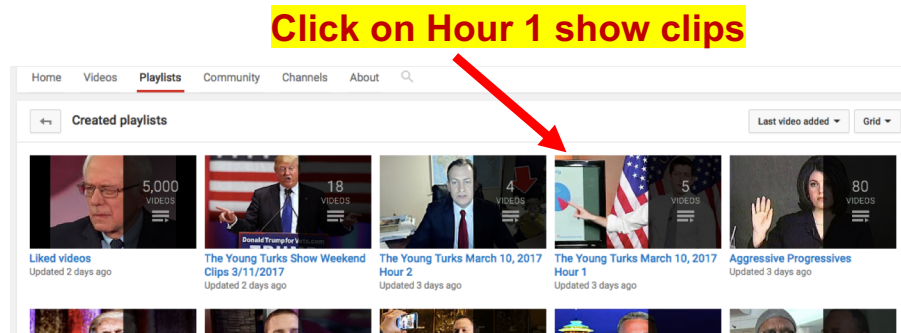 Click on Hour 1 show clips
Home Videos Playlists Community Channels About
Created playlists
Last video added
Grid
5,000
VIDEOS
18
VIDEOS
4
VIDEOS
5
VIDEOS
80
VIDEOS
Liked videos
Updated 2 days ago
The Young Turks Show Weekend
Clips 3/11/2017
Updated 2 days ago
The Young Turks March 10, 2017
Hour 2
Updated 3 days ago
The Young Turks March 10, 2017
Hour 1
Updated 3 days ago
Aggressive Progressives
Updated 3 days ago